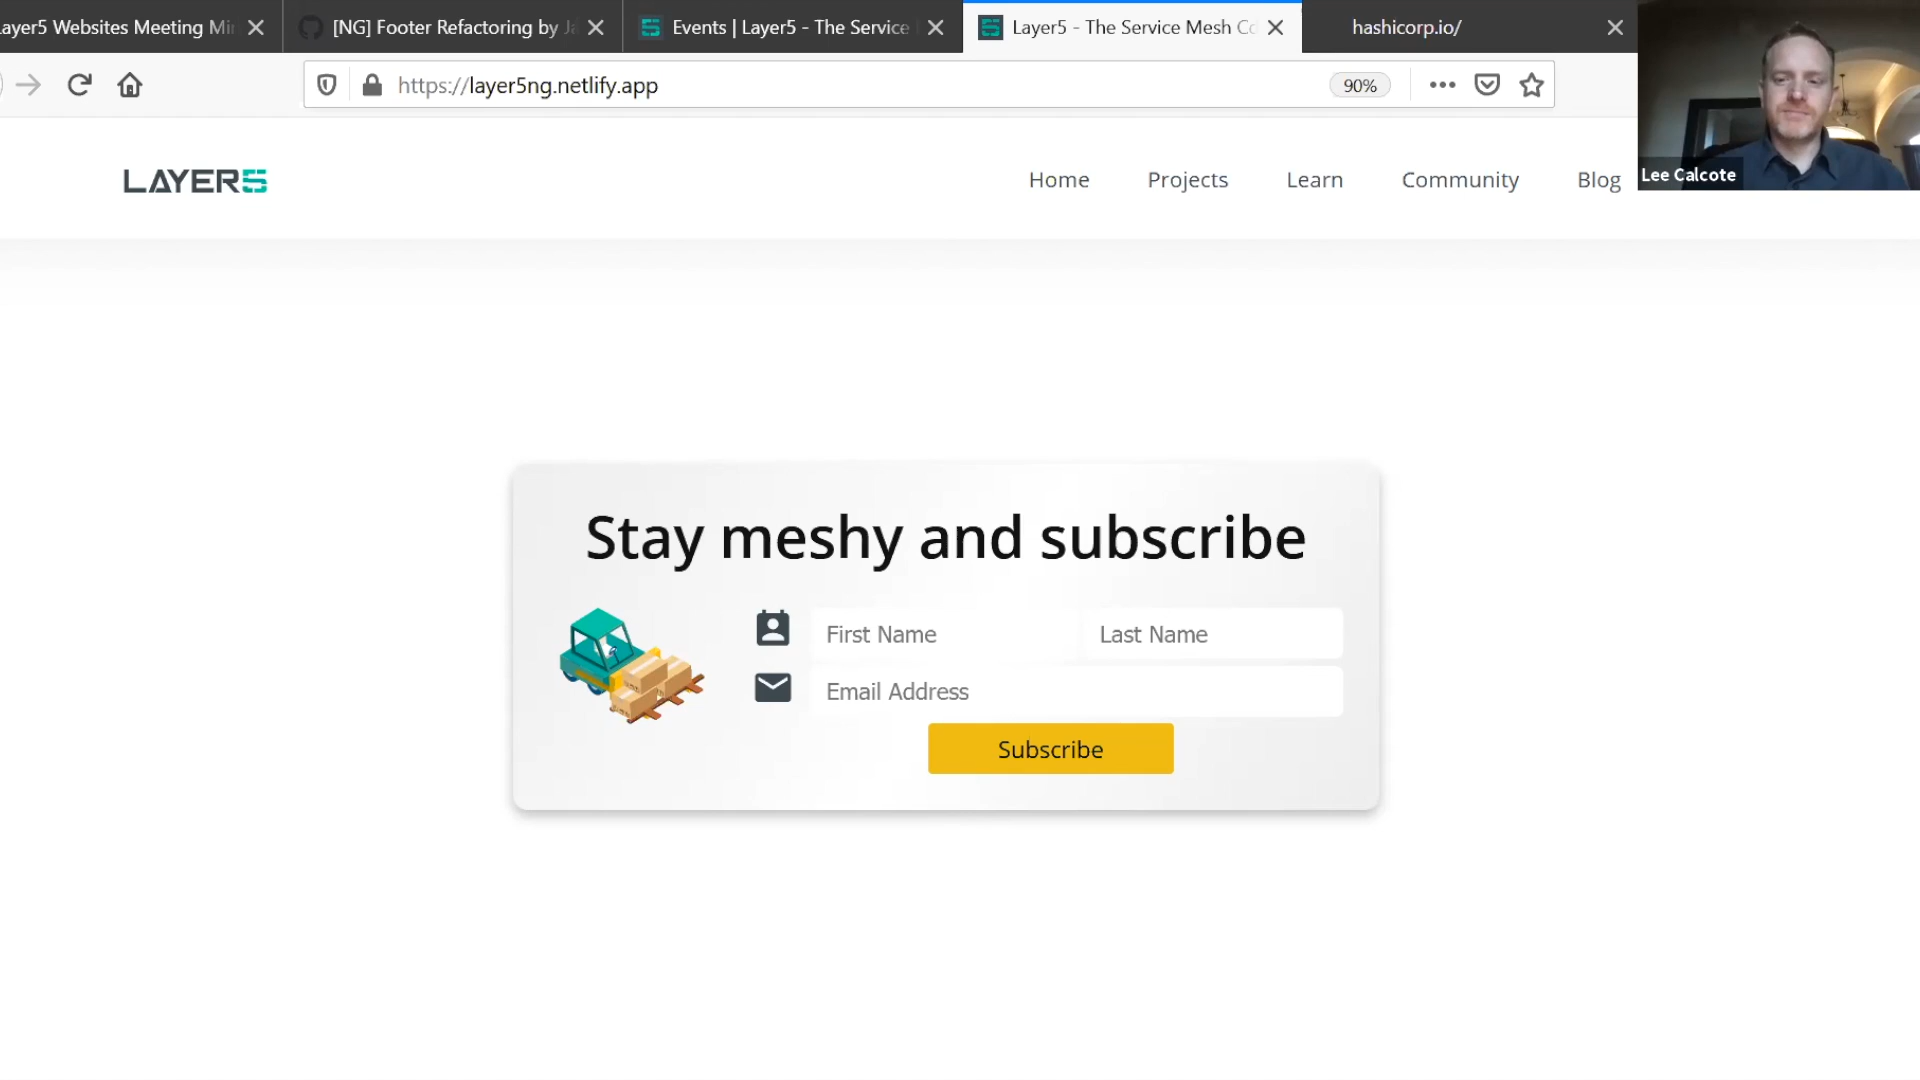 ayer5 Websites Meeting Mi
[NG] Footer Refactoring by Ja
Events | Layer5 - The Service
Layer5 - The Service Mesh Co
hashicorp.io/
https://layer5ng.netlify.app
90%
LAYER5
Home
Projects
Learn
Community
Blog
Lee Calcote
Stay meshy and subscribe
First Name
Last Name
Email Address
Subscribe